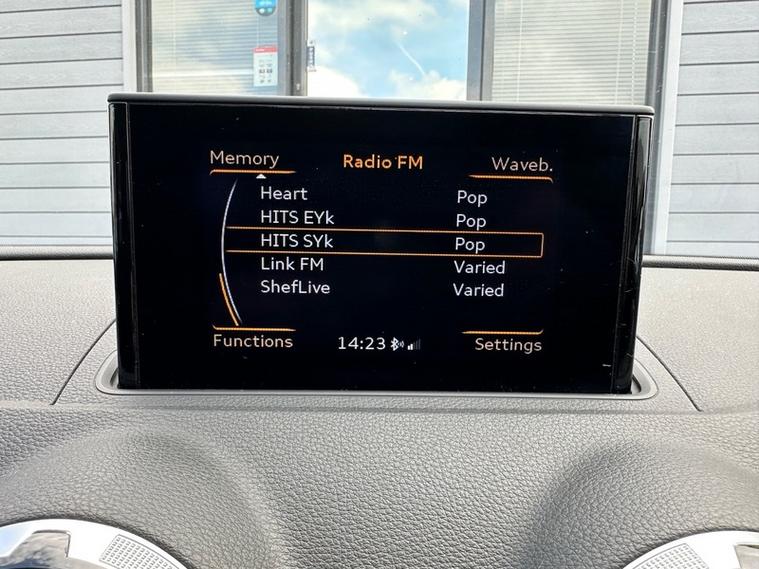 Memory Radio FM Waveb.
Heart Pop
HITS EYk Pop
HITS SYk Pop
Link FM Varied
ShefLive Varied
Functions 14:23 Settings